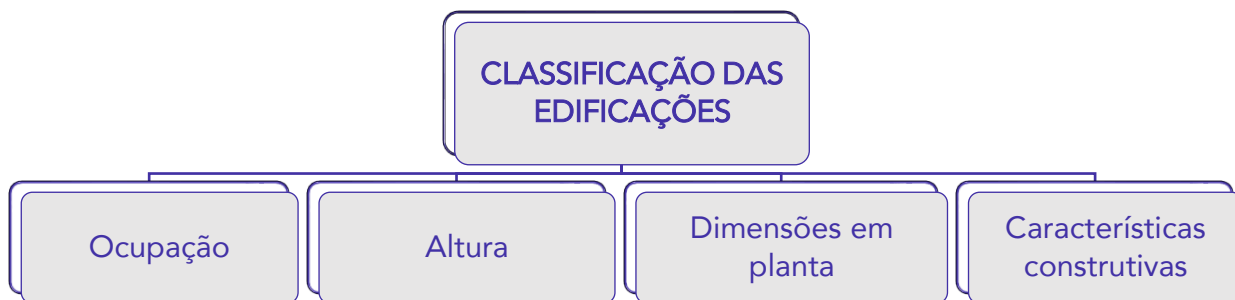 CLASSIFICAÇÃO DAS
EDIFICAÇÕES
Ocupação
Altura
Dimensões em
planta
Características
construtivas